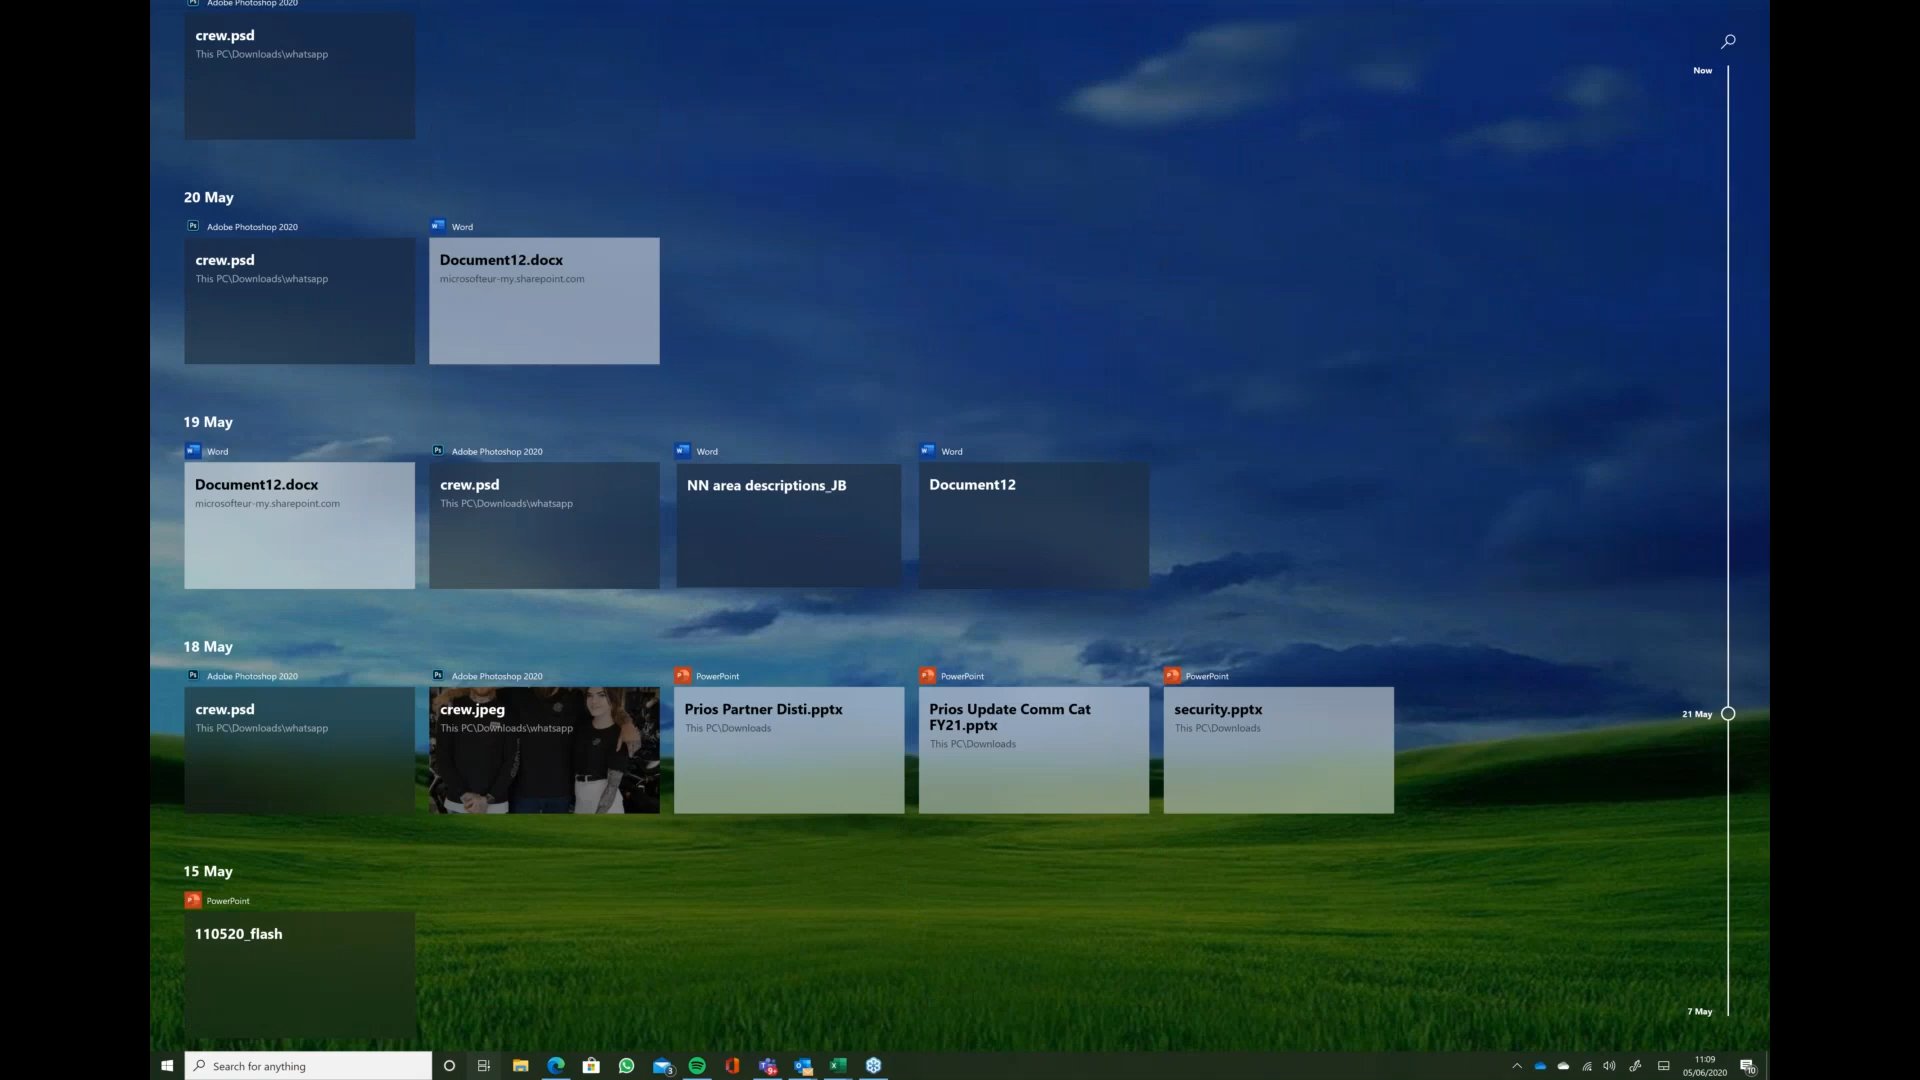 Adobe Photoshop 2020
crew.psd
This PC\Downloads\whatsapp
Now
20 May
Adobe Photoshop 2020
Word
crew.psd
Document12.docx
This PC\Downloads\whatsapp
microsofteur-my.sharepoint.com
19 May
Word
Adobe Photoshop 2020
Word
Word
Document12.docx
crew.psd
NN area descriptions_JB
Document12
microsofteur-my.sharepoint.com
This PC\Downloads\whatsapp
18 May
Adobe Photoshop 2020
Adobe Photoshop 2020
PowerPoint
PowerPoint
PowerPoint
crew.psd
This PC\Downloads\whatsapp
crew.jpeg
This PC\Downloads\whatsapp
Prios Partner Disti.pptx
This PC\Downloads
Prios Update Comm Cat
FY21.pptx
This PC\Downloads
security.pptx
This PC\Downloads
21 May
15 May
PowerPoint
110520_flash
7 May
Search for anything
3
9+
11:09
05/06/2020
10